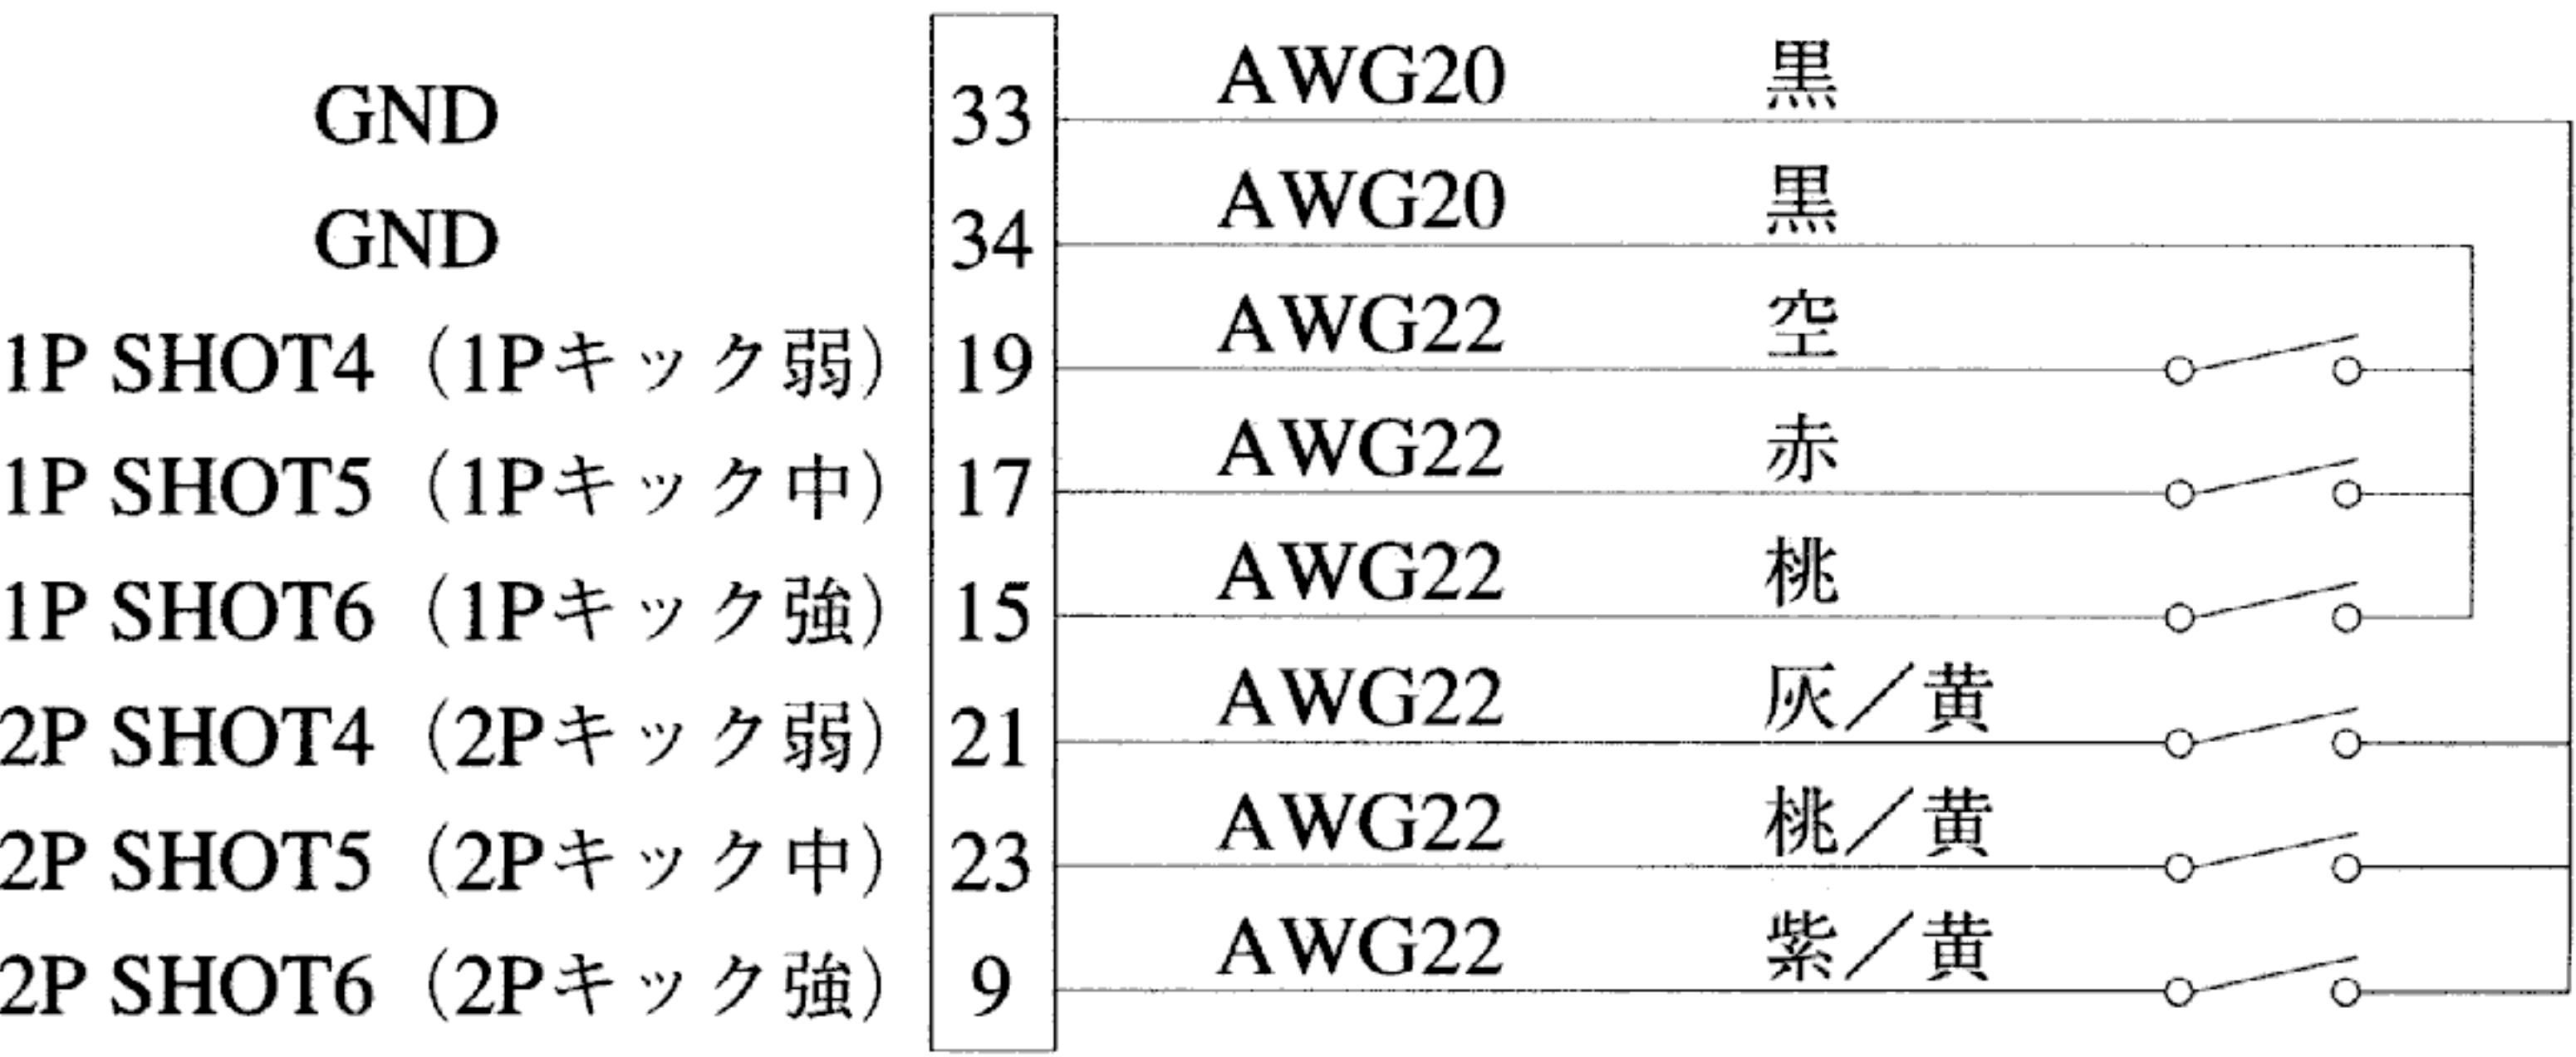 GND 33 AWG20 黒
GND 34 AWG20 黒
1P SHOT4（1Pキック弱） 19 AWG22 空
1P SHOT5（1Pキック中） 17 AWG22 赤
1P SHOT6（1Pキック強） 15 AWG22 桃
2P SHOT4（2Pキック弱） 21 AWG22 灰／黄
2P SHOT5（2Pキック中） 23 AWG22 桃／黄
2P SHOT6（2Pキック強） 9 AWG22 紫／黄